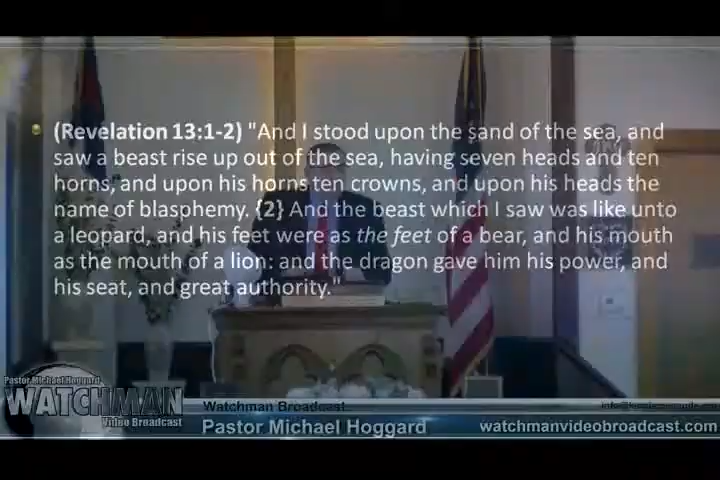 (Revelation 13:1-2) "And I stood upon the sand of the sea, and
saw a beast rise up out of the sea, having seven heads and ten
horns, and upon his horns ten crowns, and upon his heads the
name of blasphemy. {2} And the beast which I saw was like unto
a leopard, and his feet were as the feet of a bear, and his mouth
as the mouth of a lion: and the dragon gave him his power, and
his seat, and great authority."
Pastor Michael Hoggard
WATCHMAN
Video Broadcast
Watchman Broadcast
Pastor Michael Hoggard
watchmanvideobroadcast.com